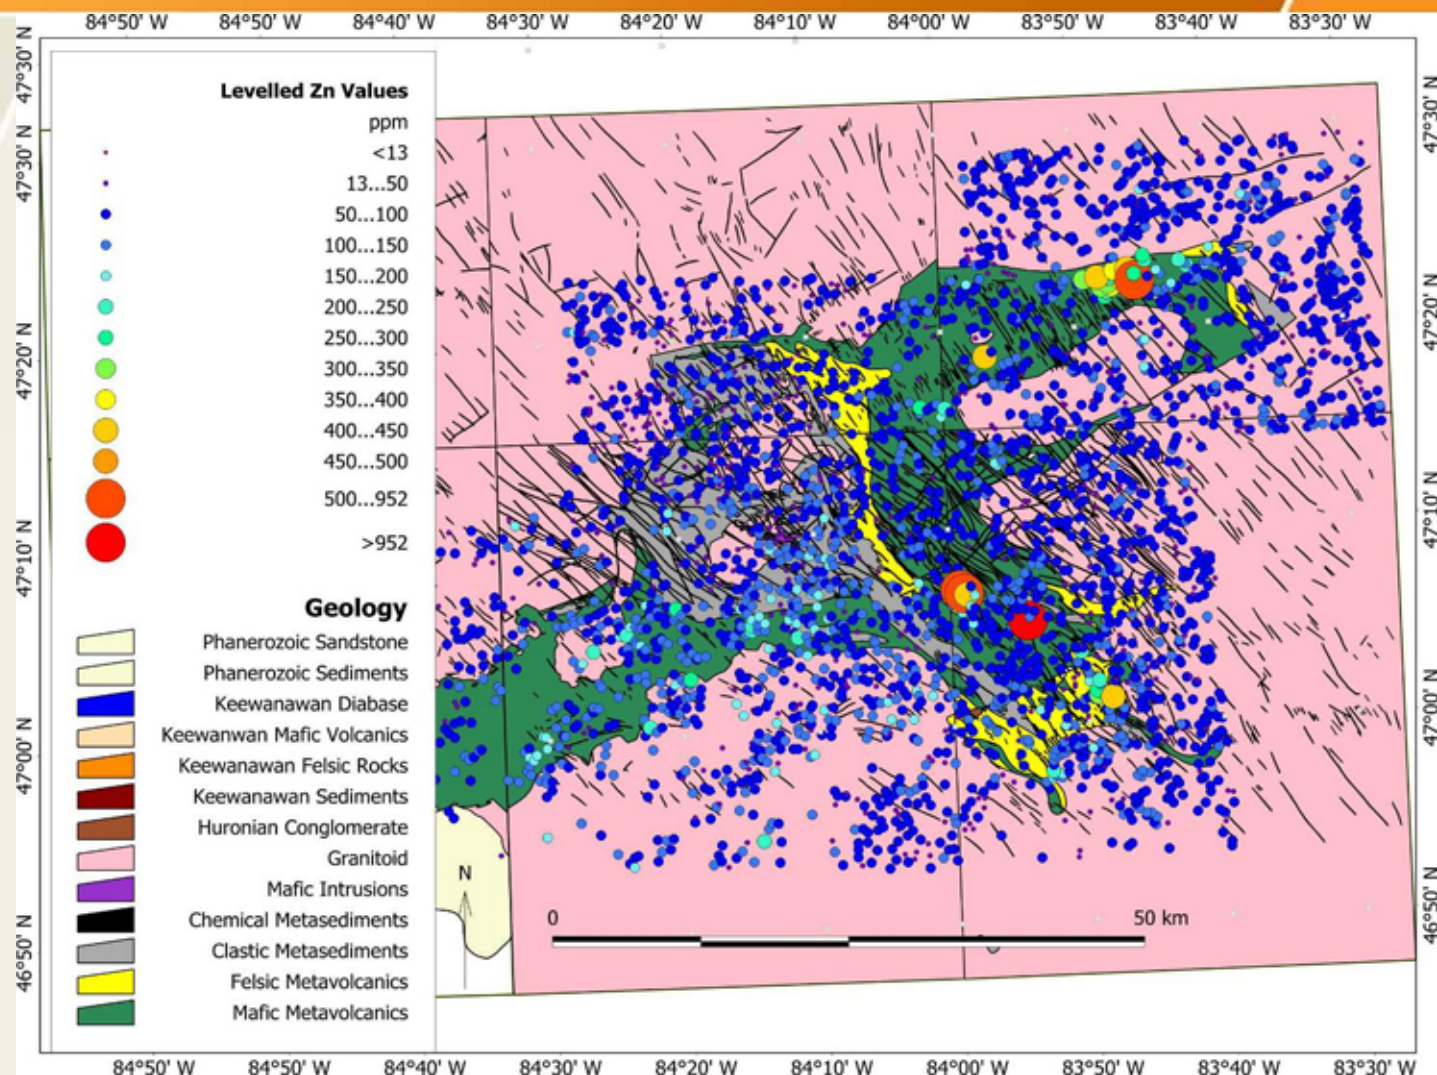 84°50' W 84°50' W 84°40' W 84°30' W 84°20' W 84°10' W 84°00' W 83°50' W 83°40' W 83°30' W
47°30' N
47°30' N
47°20' N
47°10' N
47°00' N
46°50' N
Levelled Zn Values
ppm
<13
13...50
50...100
100...150
150...200
200...250
250...300
300...350
350...400
400...450
450...500
500...952
>952
Geology
Phanerozoic Sandstone
Phanerozoic Sediments
Keewanawan Diabase
Keewanwan Mafic Volcanics
Keewanawan Felsic Rocks
Keewanawan Sediments
Huronian Conglomerate
Granitoid
Mafic Intrusions
Chemical Metasediments
Clastic Metasediments
Felsic Metavolcanics
Mafic Metavolcanics
N
0 50 km
47°30' N
47°20' N
47°10' N
47°00' N
46°50' N
84°50' W 84°50' W 84°40' W 84°30' W 84°20' W 84°10' W 84°00' W 83°50' W 83°40' W 83°30' W